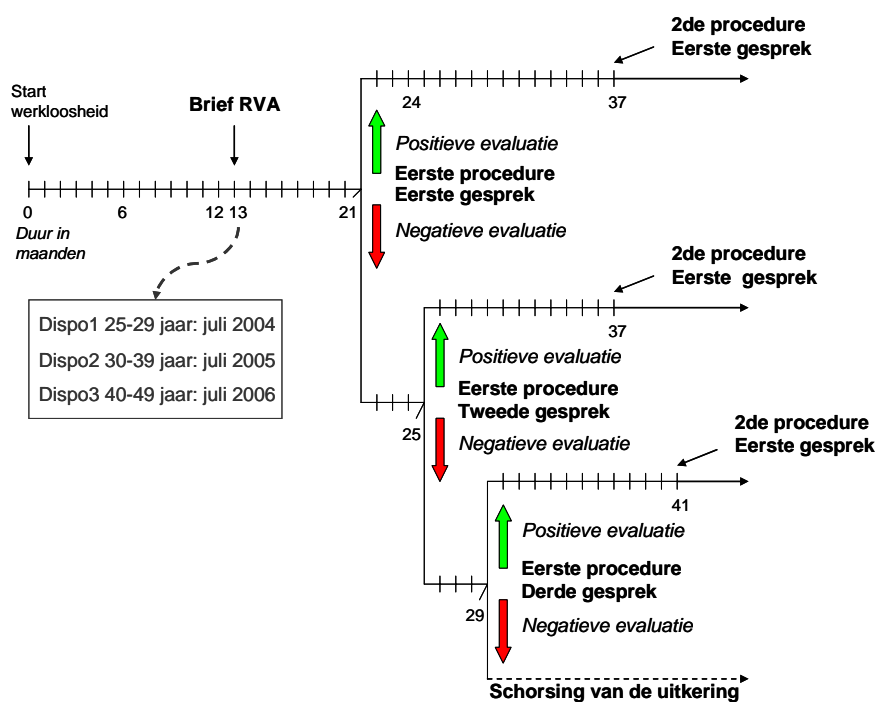 2de procedure
Eerste gesprek
Start
werkloosheid
Brief RVA
24
37
Positieve evaluatie
Eerste procedure
Eerste gesprek
0
6
12
13
21
Duur in
maanden
Negatieve evaluatie
2de procedure
Eerste gesprek
Dispo1 25-29 jaar: juli 2004
Dispo2 30-39 jaar: juli 2005
Dispo3 40-49 jaar: juli 2006
37
Positieve evaluatie
Eerste procedure
Tweede gesprek
25
Negatieve evaluatie
2de procedure
Eerste gesprek
41
Positieve evaluatie
Eerste procedure
Derde gesprek
29
Negatieve evaluatie
Schorsing van de uitkering